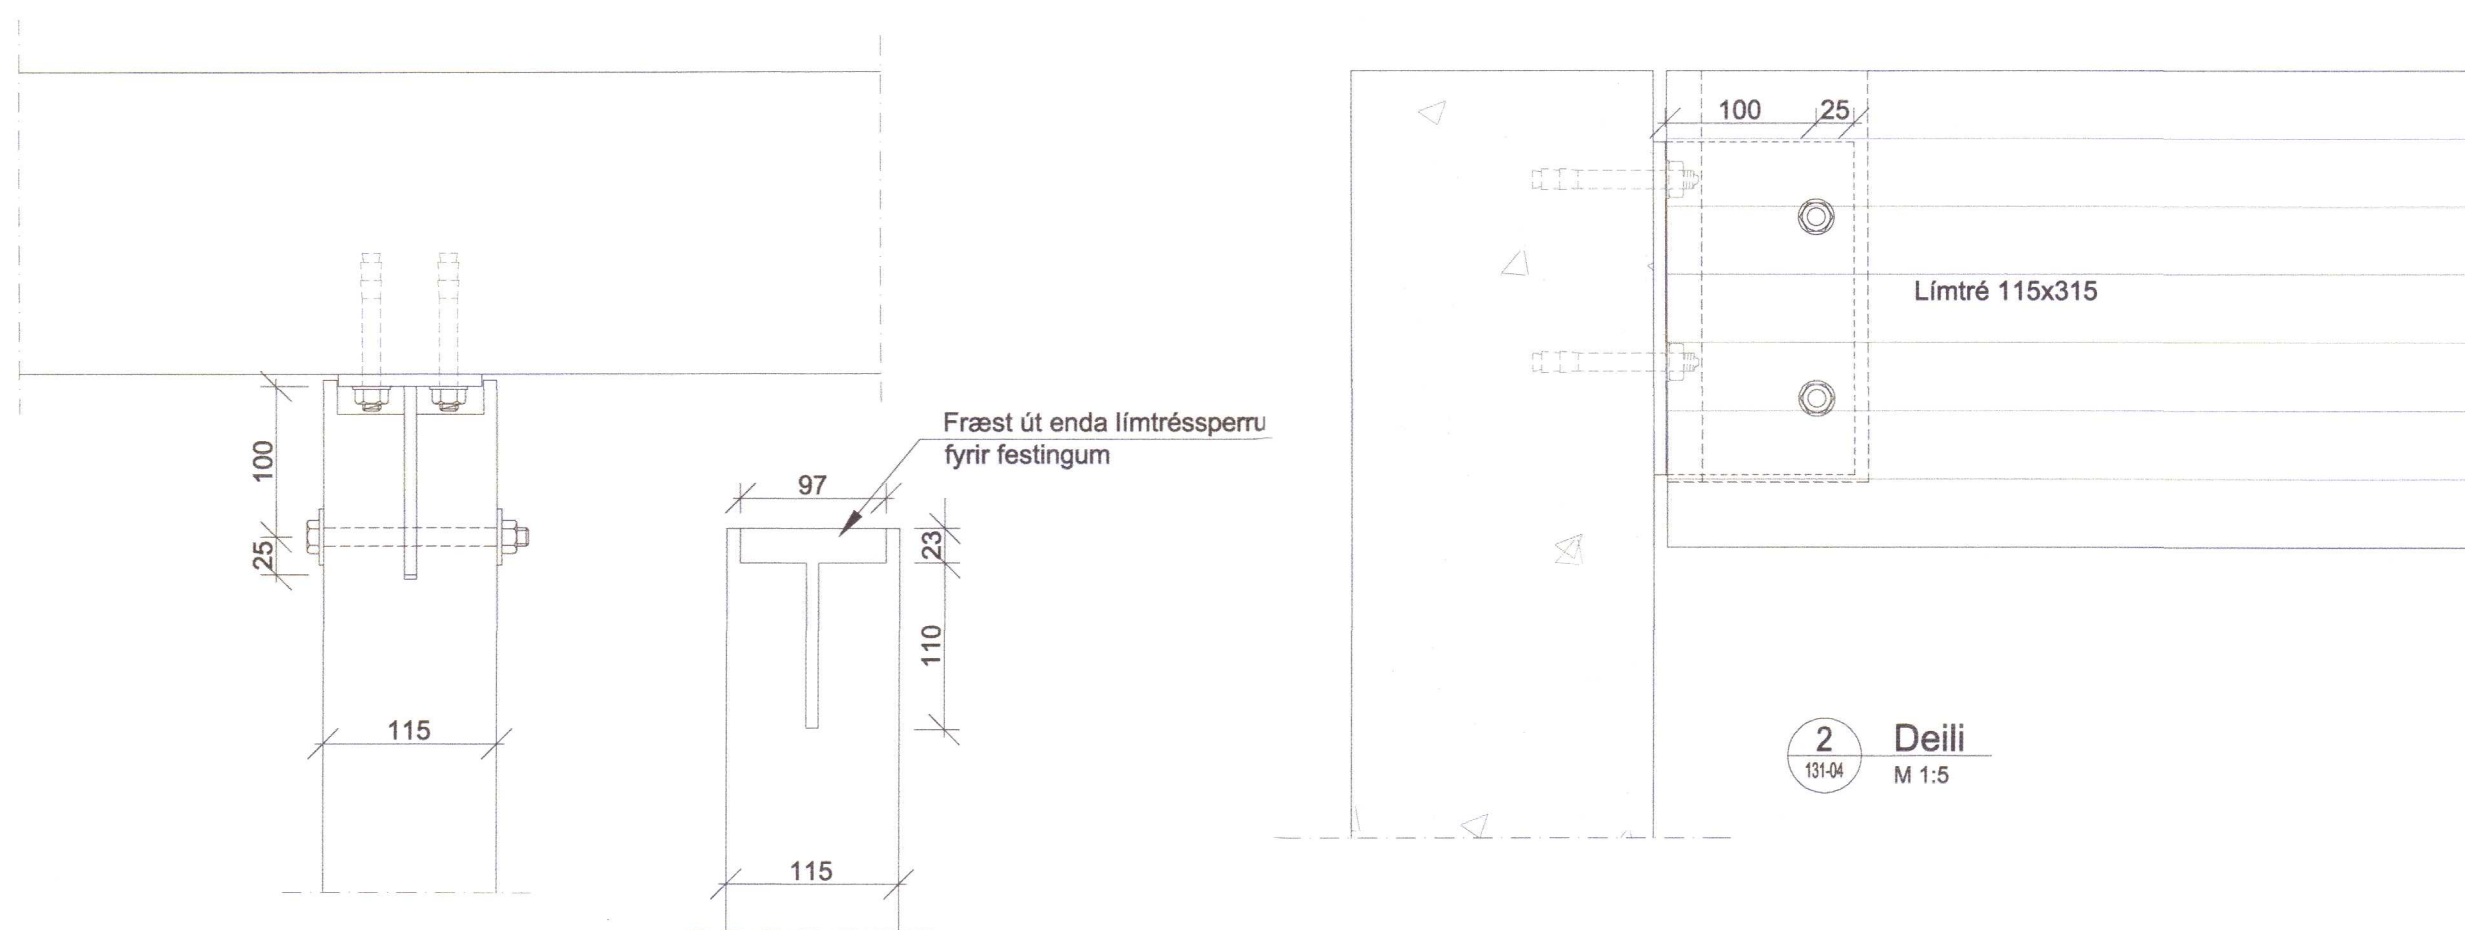 100
25
115
Fræst út enda límtréssperru
fyrir festingum
97
23
110
115
100
25
Límtré 115x315
2
131-04
Deili
M 1:5